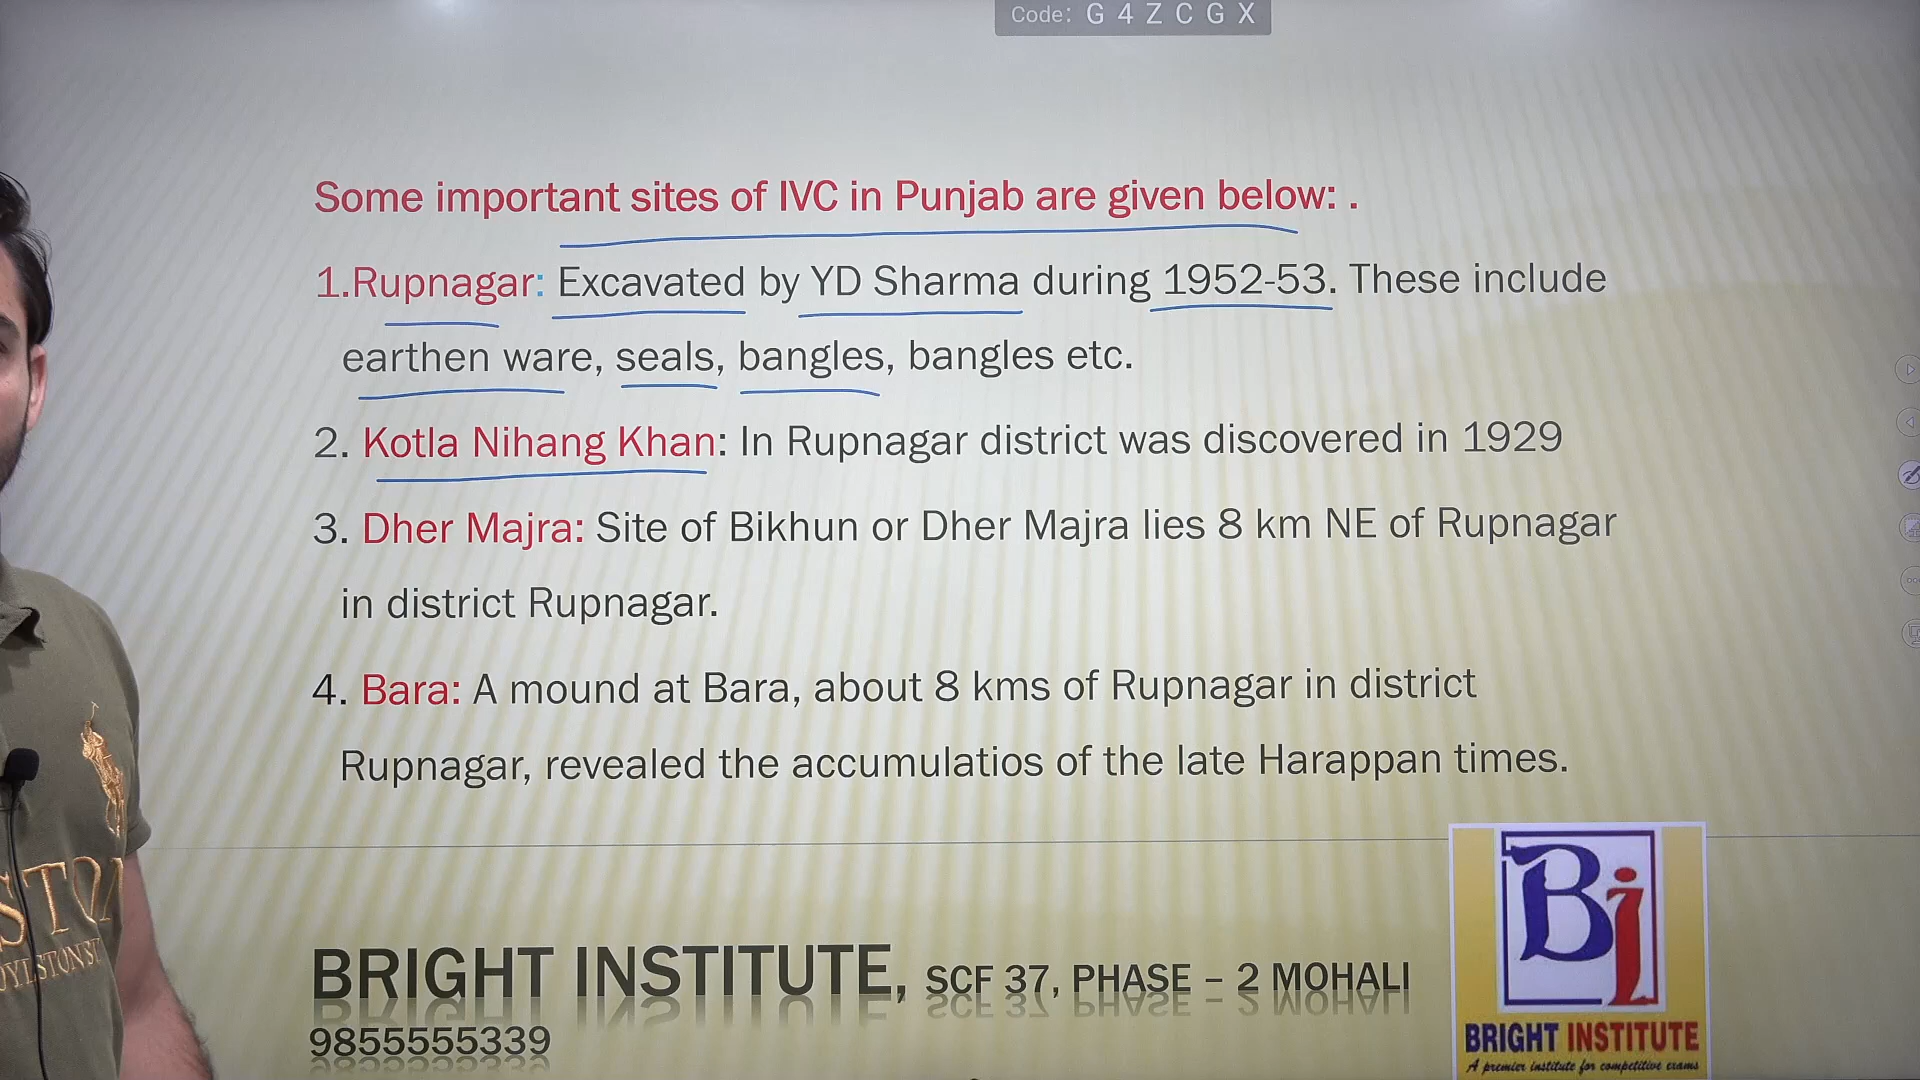 Code: G 4 Z C G X
Some important sites of IVC in Punjab are given below: .
1.Rupnagar: Excavated by YD Sharma during 1952-53. These include
earthen ware, seals, bangles, bangles etc.
2. Kotla Nihang Khan: In Rupnagar district was discovered in 1929
3. Dher Majra: Site of Bikhun or Dher Majra lies 8 km NE of Rupnagar
in district Rupnagar.
4. Bara: A mound at Bara, about 8 kms of Rupnagar in district
Rupnagar, revealed the accumulatios of the late Harappan times.
BRIGHT INSTITUTE, SCF 37, PHASE – 2 MOHALI
9855555339
Bi
BRIGHT INSTITUTE
A premier institute for competitive exams